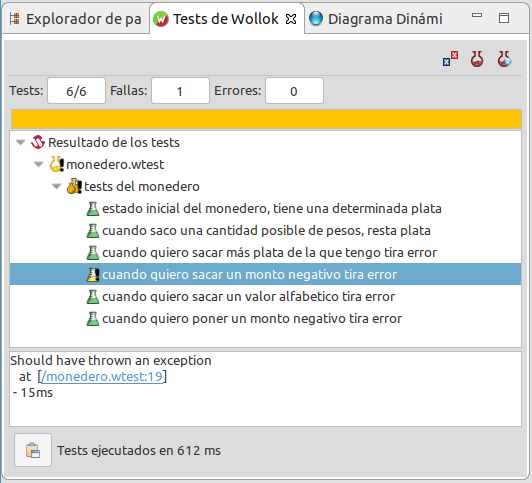 Explorador de pa
Tests de Wollok
Diagrama Dinámi
Tests: 6/6 Fallas: 1 Errores: 0
Resultado de los tests
monedero.wtest
tests del monedero
estado inicial del monedero, tiene una determinada plata
cuando saco una cantidad posible de pesos, resta plata
cuando quiero sacar más plata de la que tengo tira error
cuando quiero sacar un monto negativo tira error
cuando quiero sacar un valor alfabetico tira error
cuando quiero poner un monto negativo tira error
Should have thrown an exception
at [/monedero.wtest:19]
- 15ms
Tests ejecutados en 612 ms